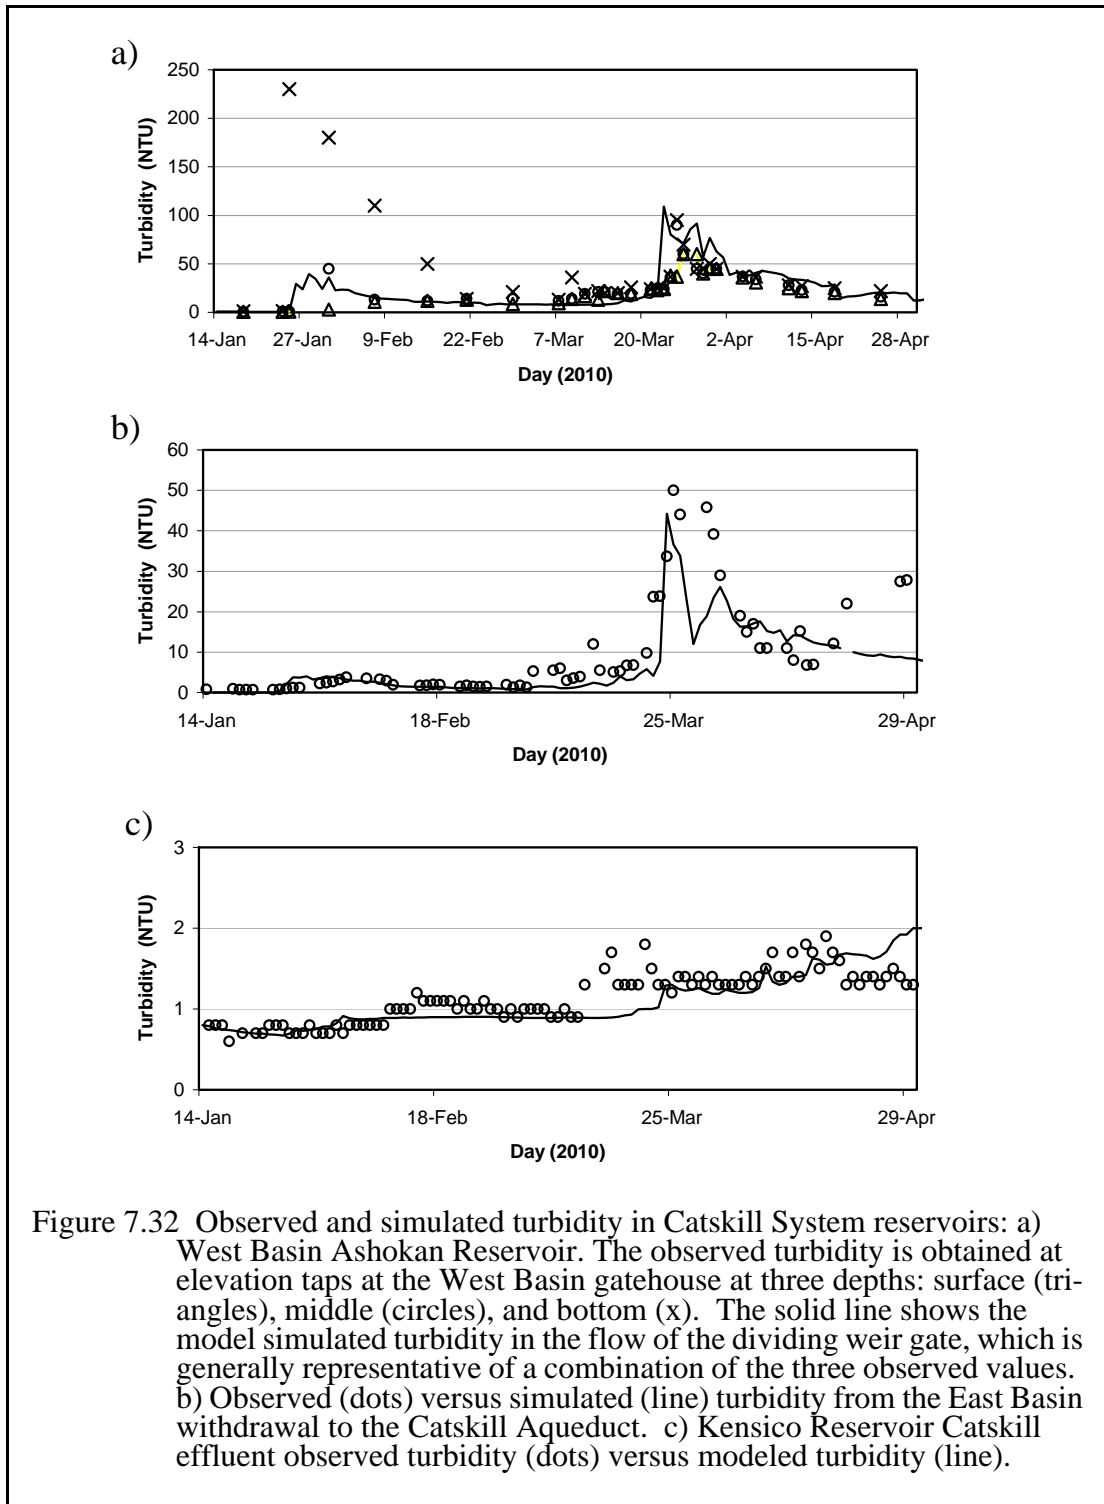 a)
250
200
150
100
50
0
Turbidity (NTU)
14-Jan 27-Jan 9-Feb 22-Feb 7-Mar 20-Mar 2-Apr 15-Apr 28-Apr
Day (2010)
b)
60
50
40
30
20
10
0
Turbidity (NTU)
14-Jan 18-Feb 25-Mar 29-Apr
Day (2010)
c)
3
2
1
0
Turbidity (NTU)
14-Jan 18-Feb 25-Mar 29-Apr
Day (2010)
Figure 7.32 Observed and simulated turbidity in Catskill System reservoirs: a)
West Basin Ashokan Reservoir. The observed turbidity is obtained at
elevation taps at the West Basin gatehouse at three depths: surface (tri-
angles), middle (circles), and bottom (x). The solid line shows the
model simulated turbidity in the flow of the dividing weir gate, which is
generally representative of a combination of the three observed values.
b) Observed (dots) versus simulated (line) turbidity from the East Basin
withdrawal to the Catskill Aqueduct. c) Kensico Reservoir Catskill
effluent observed turbidity (dots) versus modeled turbidity (line).